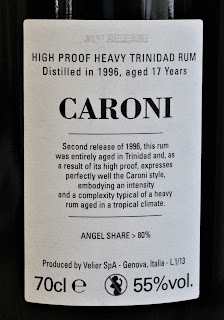 31st RELEASE
HIGH PROOF HEAVY TRINIDAD RUM
Distilled in 1996, aged 17 Years
CARONI
Second release of 1996, this rum
was entirely aged in Trinidad and, as
a result of its high proof, expresses
perfectly well the Caroni style,
embodying an intensity
and a complexity typical of a heavy
rum aged in a tropical climate.
ANGEL SHARE > 80%
Produced by Velier SpA - Genova, Italia - L.1/13
70cl e 55%vol.